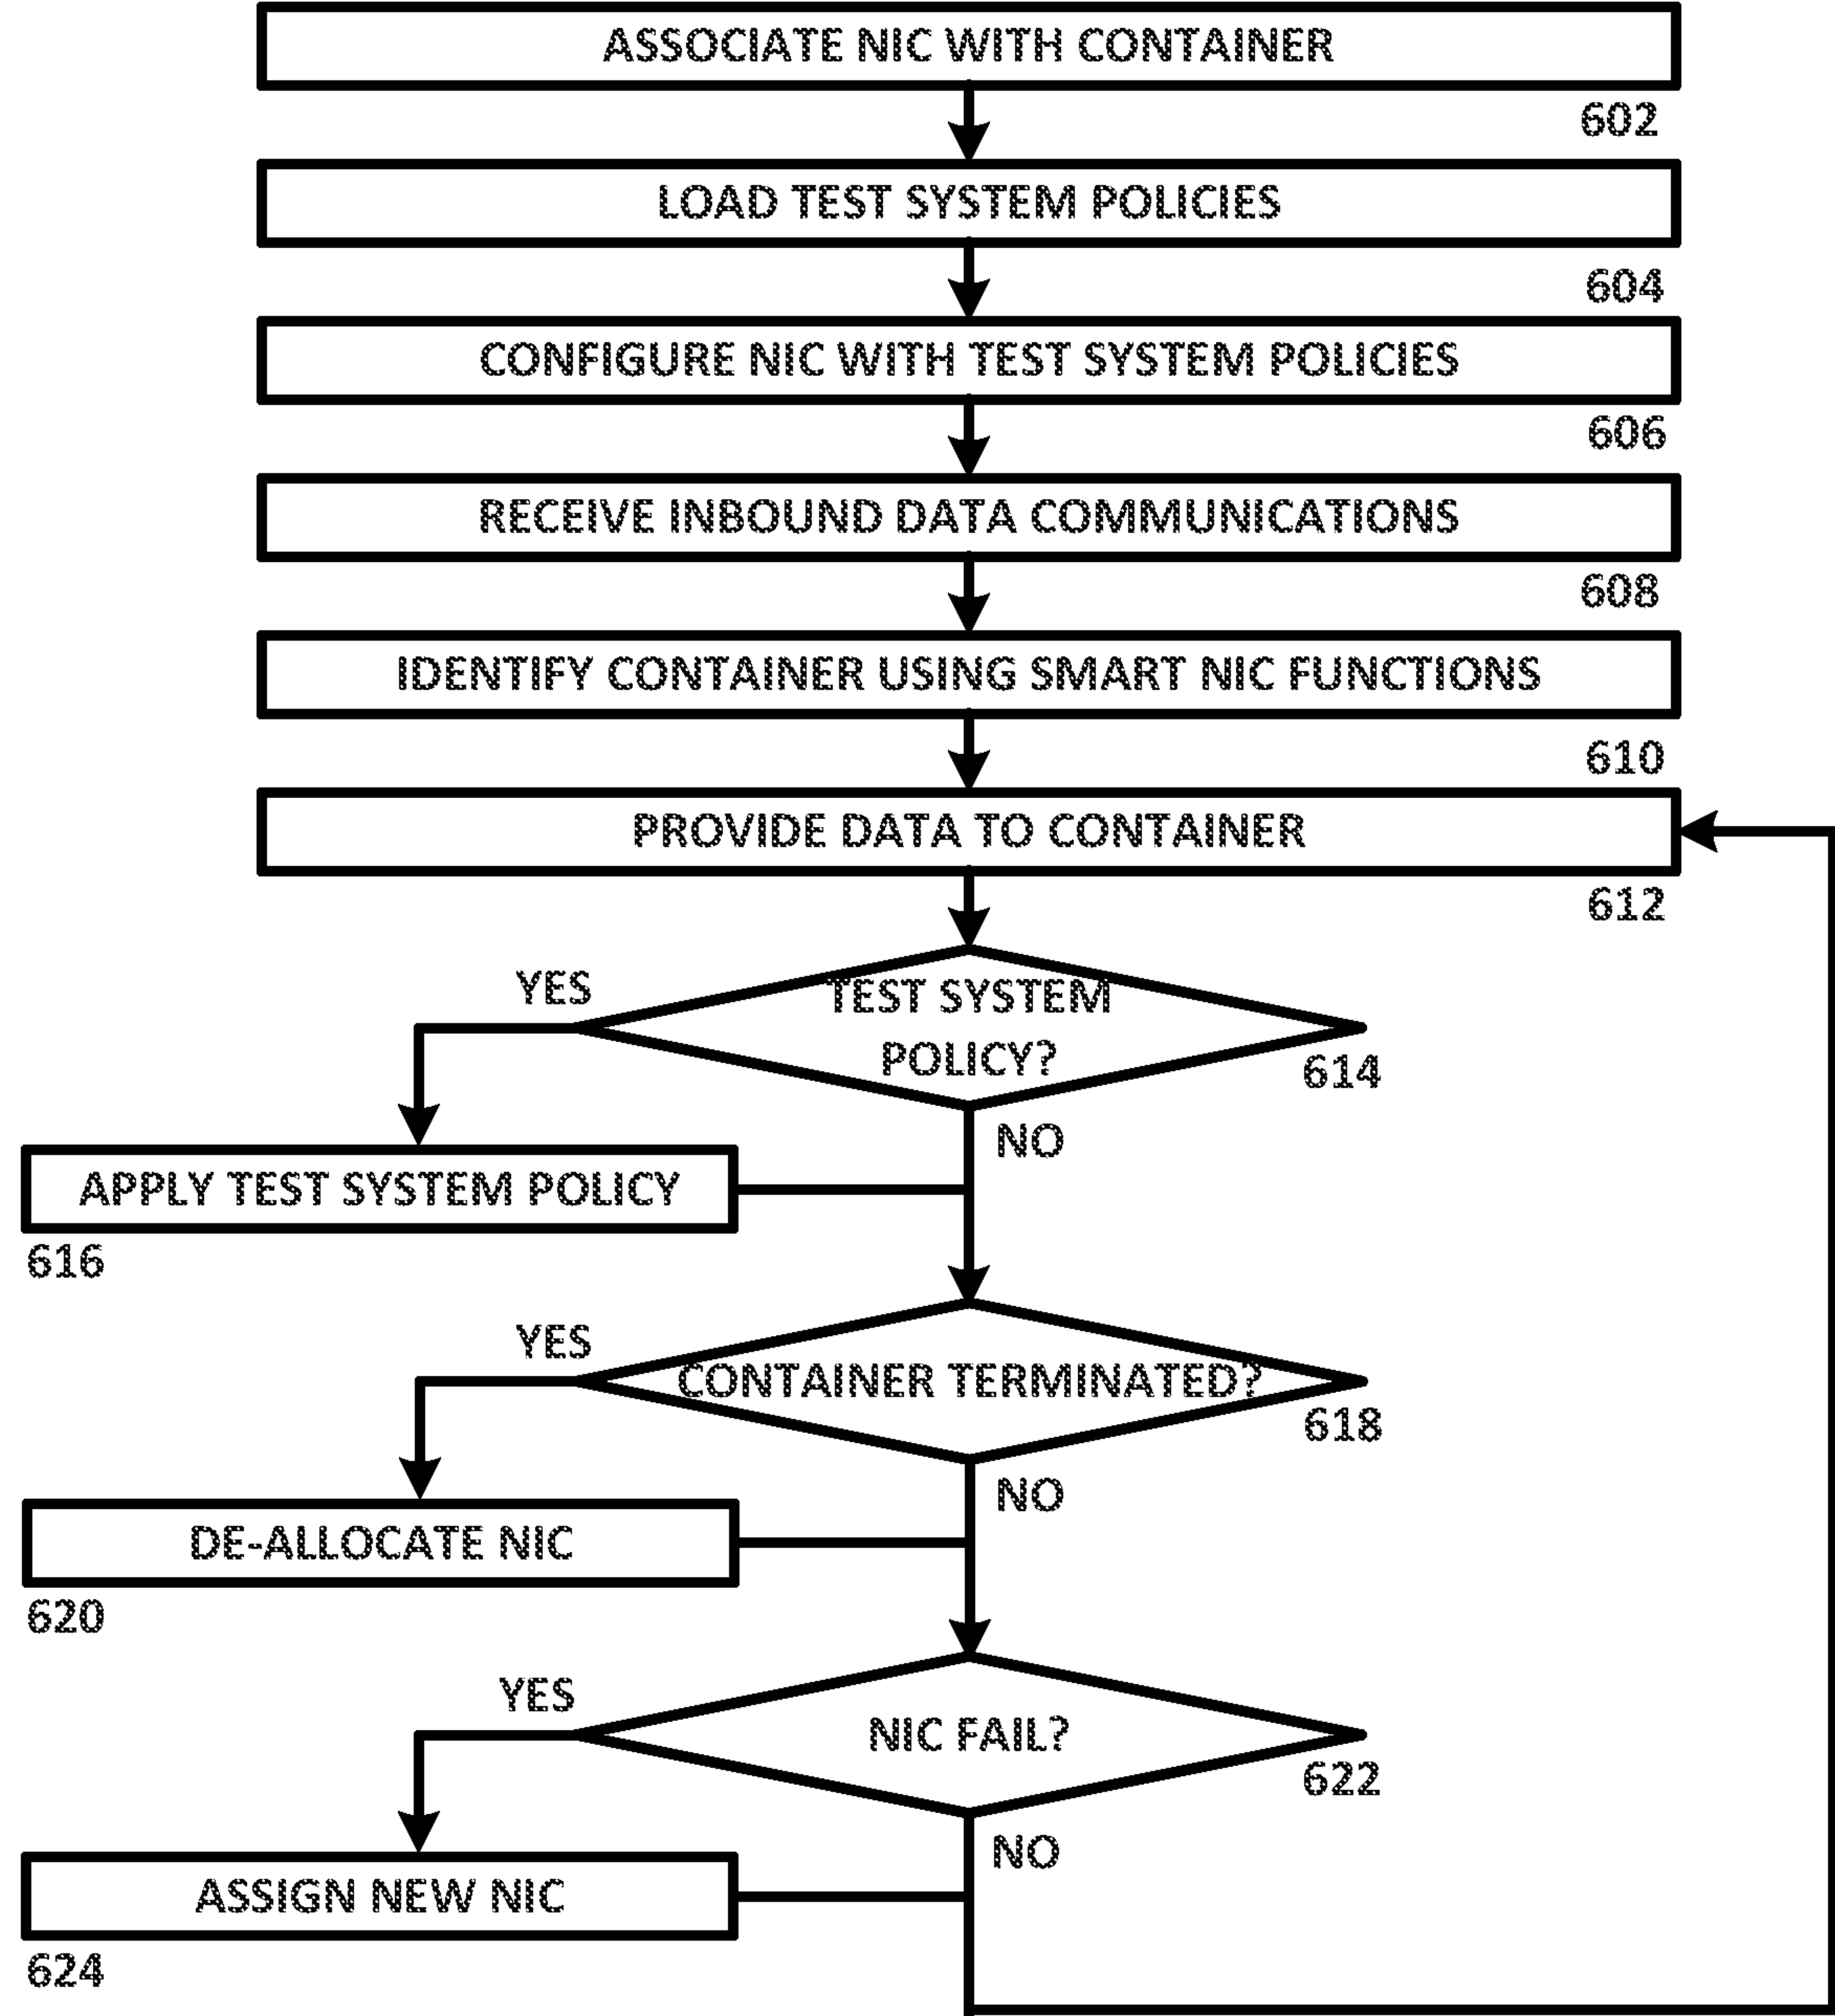 ASSOCIATE NIC WITH CONTAINER
602
LOAD TEST SYSTEM POLICIES
604
CONFIGURE NIC WITH TEST SYSTEM POLICIES
606
RECEIVE INBOUND DATA COMMUNICATIONS
608
IDENTIFY CONTAINER USING SMART NIC FUNCTIONS
610
PROVIDE DATA TO CONTAINER
612
YES
TEST SYSTEM
POLICY?
614
NO
APPLY TEST SYSTEM POLICY
616
YES
CONTAINER TERMINATED?
618
NO
DE-ALLOCATE NIC
620
YES
NIC FAIL?
622
NO
ASSIGN NEW NIC
624